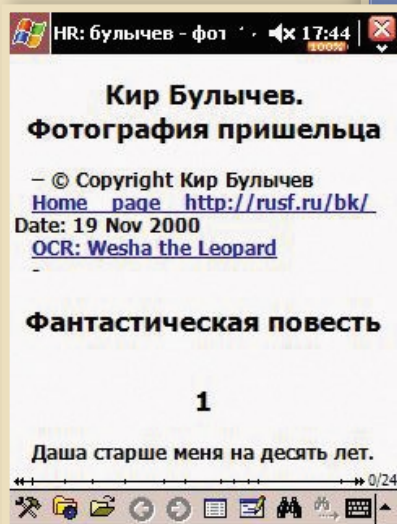 HR: булычев - фот 17:44
100%
Кир Булычев.
Фотография пришельца
– © Copyright Кир Булычев
Home page http://rusf.ru/bk/
Date: 19 Nov 2000
OCR: Wesha the Leopard
-
Фантастическая повесть
1
Даша старше меня на десять лет.
0/24